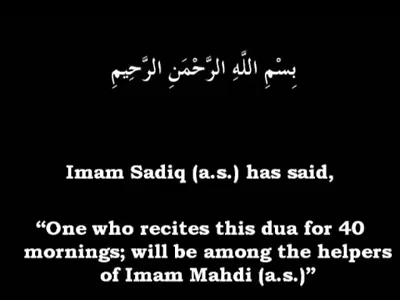 بِسْمِ اللَّهِ الرَّحْمَنِ الرَّحِيمِ
Imam Sadiq (a.s.) has said,
“One who recites this dua for 40
mornings; will be among the helpers
of Imam Mahdi (a.s.)”